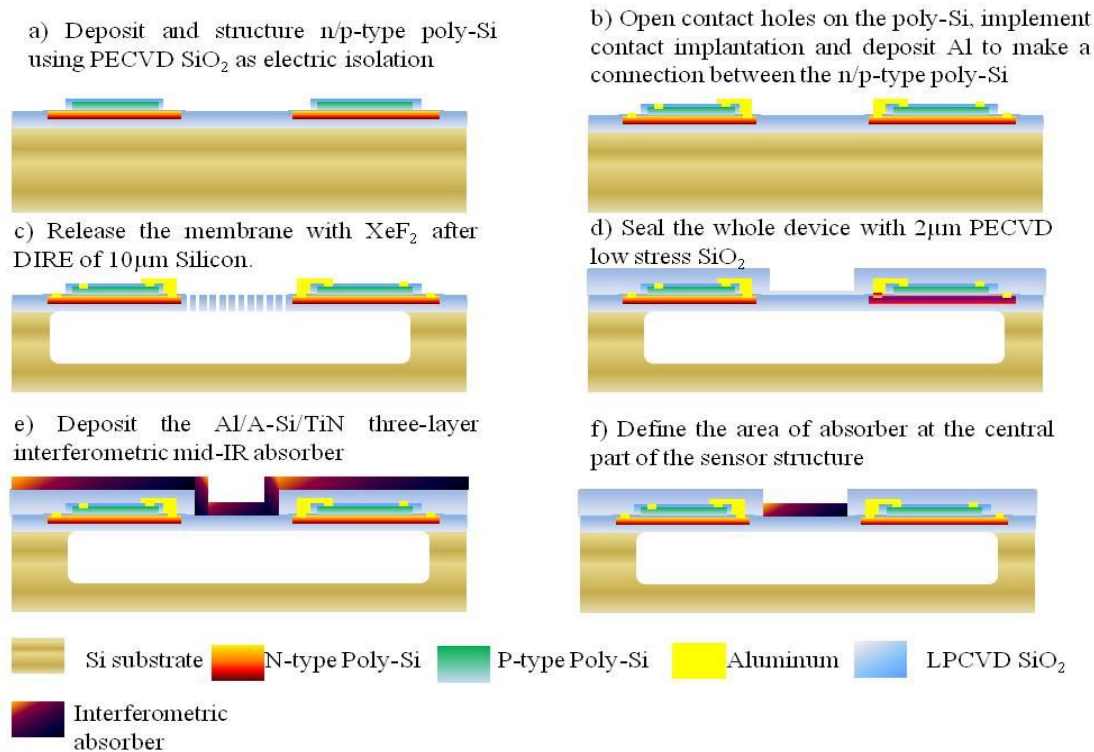 a) Deposit and structure n/p-type poly-Si
using PECVD SiO₂ as electric isolation
b) Open contact holes on the poly-Si, implement
contact implantation and deposit Al to make a
connection between the n/p-type poly-Si
c) Release the membrane with XeF₂ after
DIRE of 10µm Silicon.
d) Seal the whole device with 2µm PECVD
low stress SiO₂
e) Deposit the Al/A-Si/TiN three-layer
interferometric mid-IR absorber
f) Define the area of absorber at the central
part of the sensor structure
Si substrate
N-type Poly-Si
P-type Poly-Si
Aluminum
LPCVD SiO₂
Interferometric
absorber